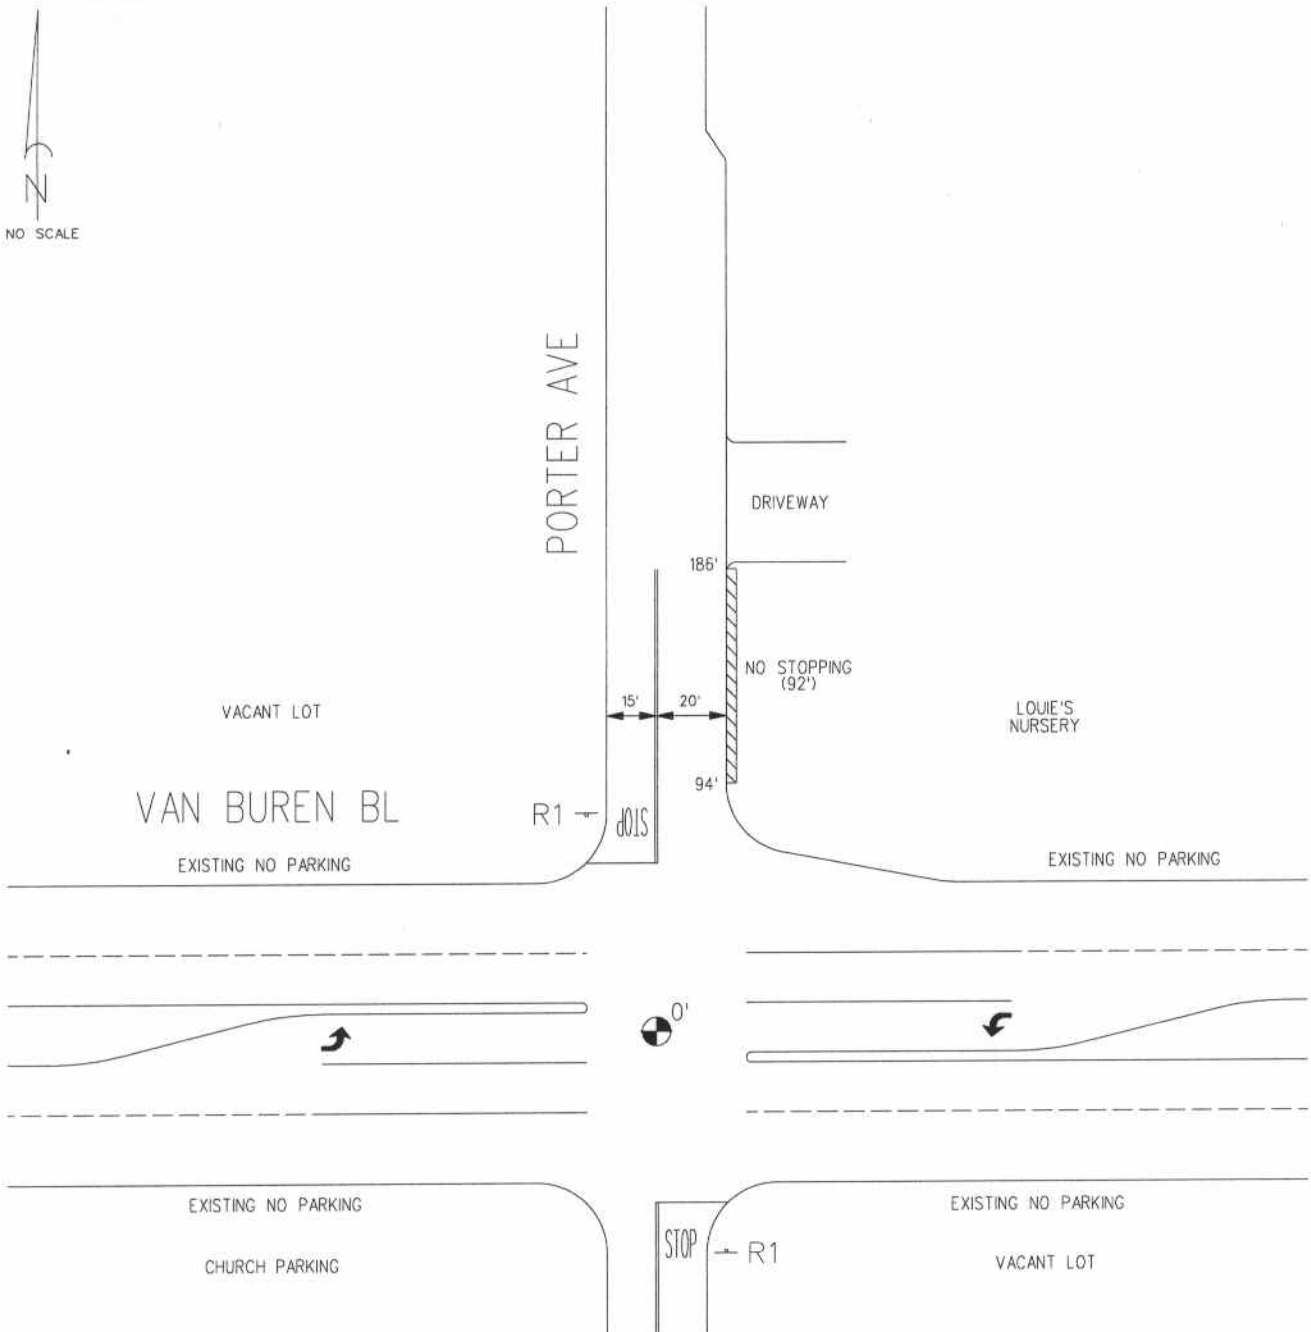 N
NO SCALE
PORTER AVE
DRIVEWAY
186'
NO STOPPING
(92')
15'
20'
VACANT LOT
LOUIE'S
NURSERY
94'
VAN BUREN BL
R1
STOP
EXISTING NO PARKING
EXISTING NO PARKING
0'
EXISTING NO PARKING
EXISTING NO PARKING
STOP
R1
CHURCH PARKING
VACANT LOT